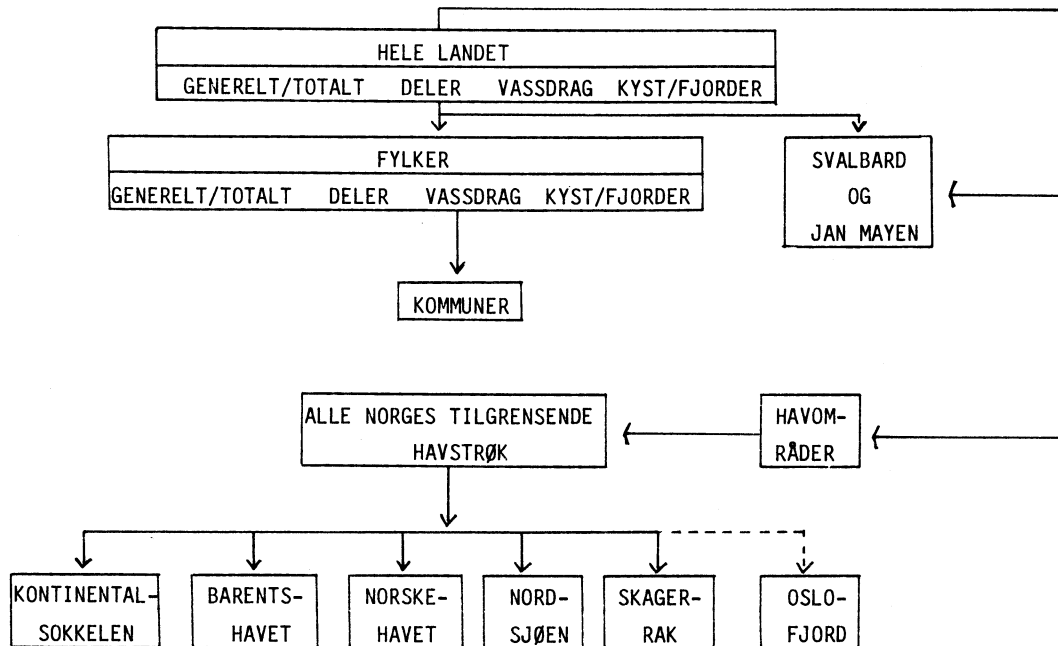 HELE LANDET
GENERELT/TOTALT DELER VASSDRAG KYST/FJORDER
FYLKER
GENERELT/TOTALT DELER VASSDRAG KYST/FJORDER
SVALBARD
OG
JAN MAYEN
KOMMUNER
ALLE NORGES TILGRENSENDE
HAVSTRØK
HAVOM-
RÅDER
KONTINENTAL-
SOKKELEN
BARENTS-
HAVET
NORSKE-
HAVET
NORD-
SJØEN
SKAGER-
RAK
OSLO-
FJORD